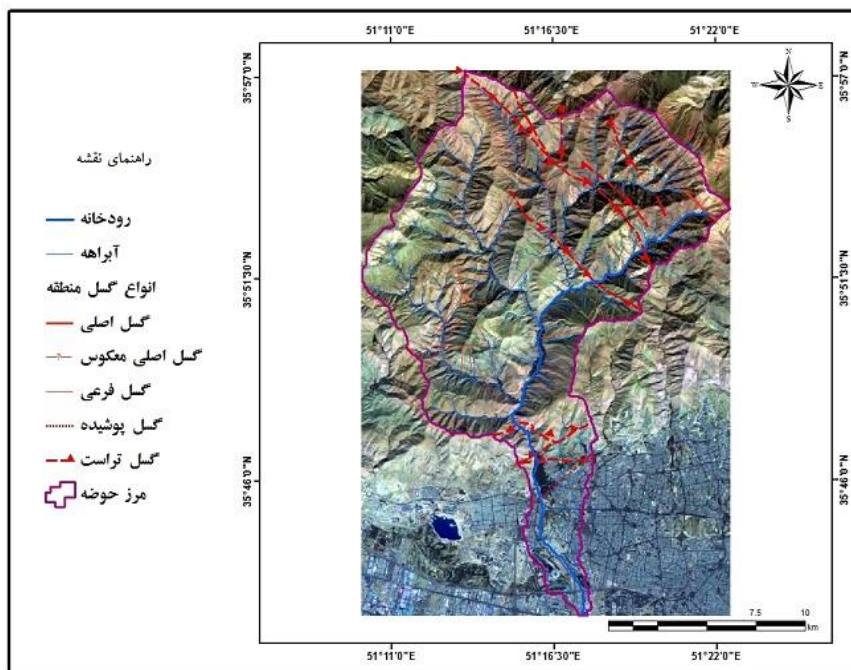 51°11'0"E 51°16'30"E 51°22'0"E
35°57'0"N 35°57'0"N
N
W E
S
راهنمای نقشه
رودخانه
آبراهه
انواع گسل منطقه
گسل اصلی
گسل اصلی معکوس
گسل فرعی
گسل پوشیده
گسل تراست
مرز حوضه
35°51'30"N 35°51'30"N
35°46'0"N 35°46'0"N
7.5 10
km
51°11'0"E 51°16'30"E 51°22'0"E